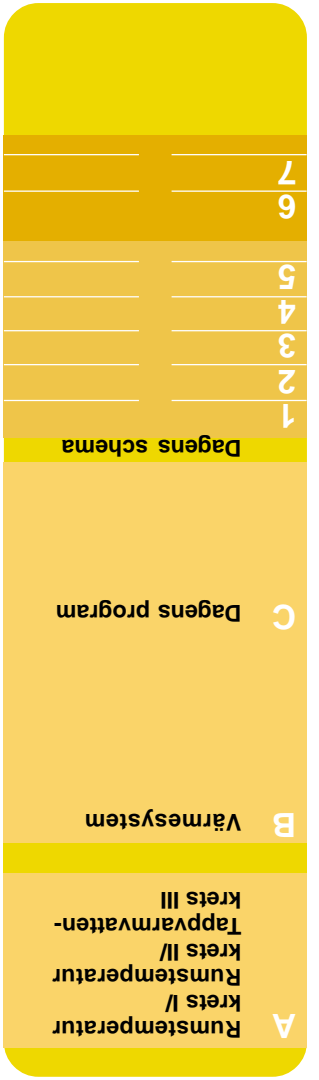 A Rumstemperatur
krets I/
Rumstemperatur
krets II/
Tappvarmvatten-
krets III
B Värmesystem
C Dagens program
Dagens schema
1
2
3
4
5
6
7